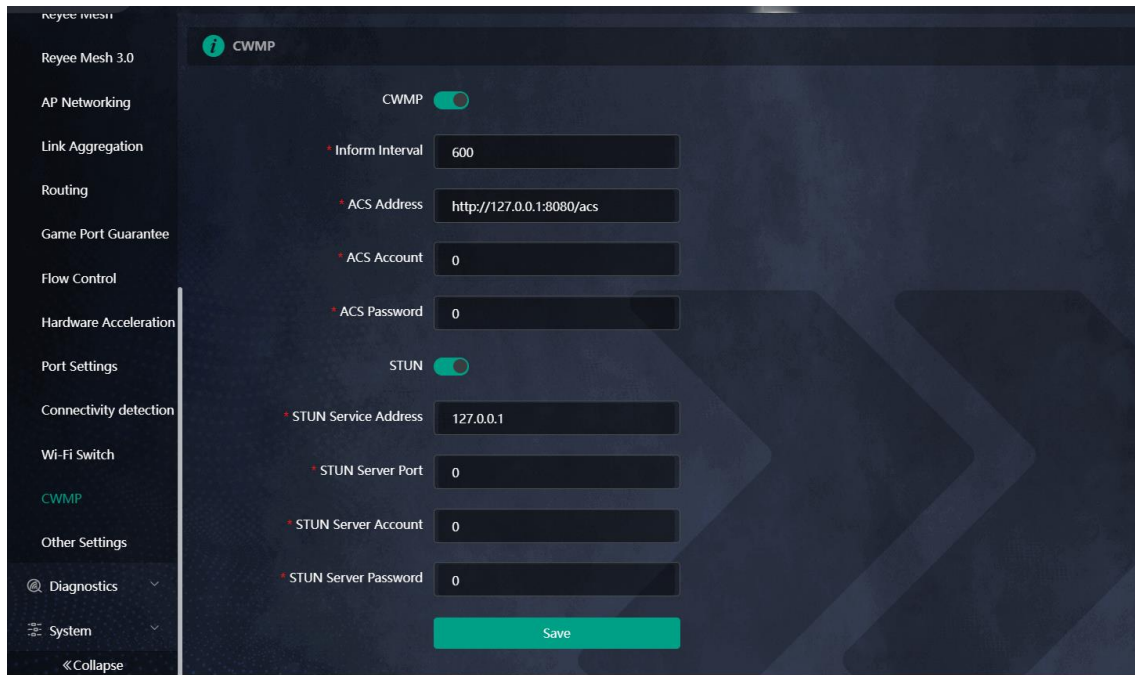 Reyee Mesh
Reyee Mesh 3.0
AP Networking
Link Aggregation
Routing
Game Port Guarantee
Flow Control
Hardware Acceleration
Port Settings
Connectivity detection
Wi-Fi Switch
CWMP
Other Settings
Diagnostics
System
≪Collapse
i CWMP
CWMP
* Inform Interval 600
* ACS Address http://127.0.0.1:8080/acs
* ACS Account 0
* ACS Password 0
STUN
* STUN Service Address 127.0.0.1
* STUN Server Port 0
* STUN Server Account 0
* STUN Server Password 0
Save